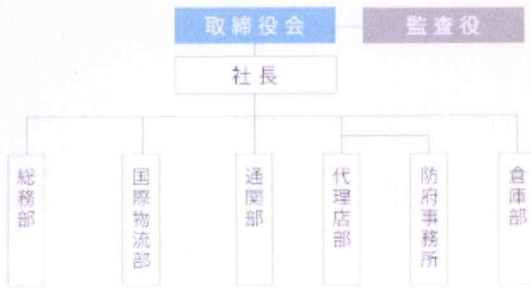 取締役会
監査役
社長
総務部
国際物流部
通関部
代理店部
防府事務所
倉庫部